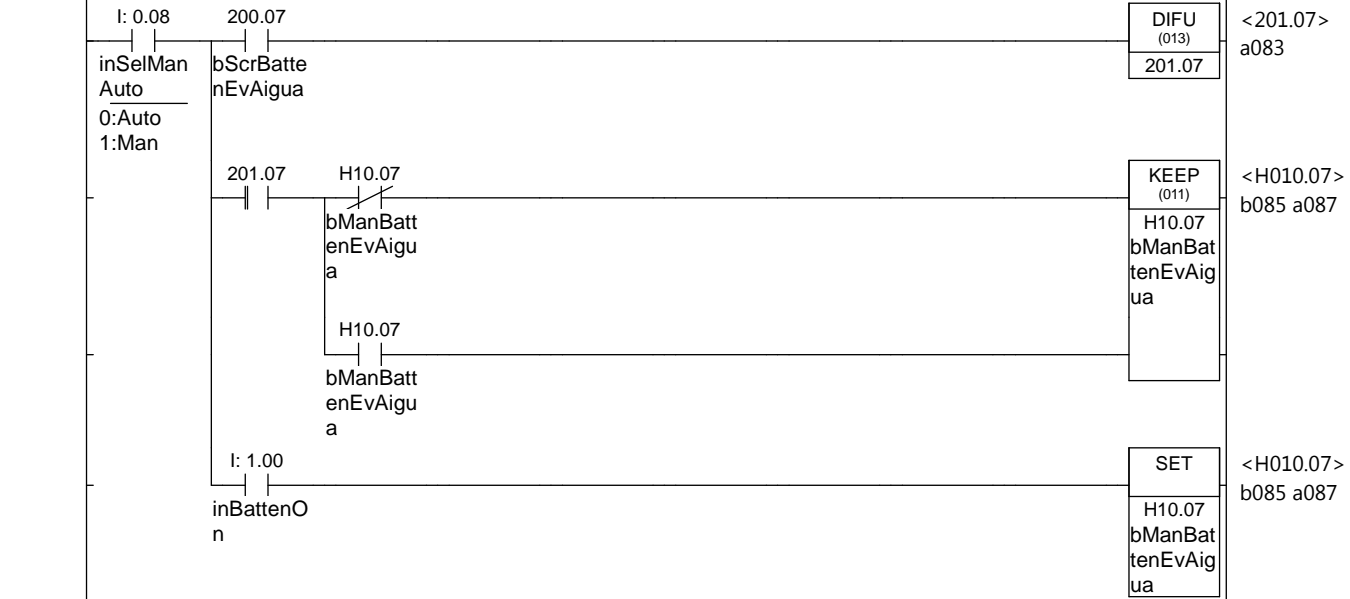 I: 0.08
200.07
DIFU
<201.07>
(013)
a083
inSelMan
bScrBatte
201.07
Auto
nEvAigua
0:Auto
1:Man
201.07
H10.07
KEEP
<H010.07>
(011)
b085 a087
bManBatt
H10.07
enEvAigu
bManBat
a
tenEvAig
ua
H10.07
bManBatt
enEvAigu
a
I: 1.00
SET
<H010.07>
b085 a087
inBattenO
H10.07
n
bManBat
tenEvAig
ua